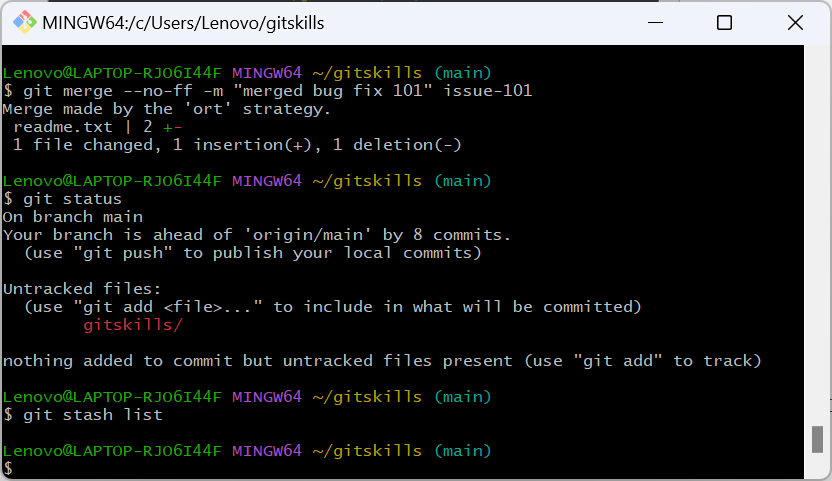 MINGW64:/c/Users/Lenovo/gitskills
Lenovo@LAPTOP-RJO6I44F MINGW64 ~/gitskills (main)
$ git merge --no-ff -m "merged bug fix 101" issue-101
Merge made by the 'ort' strategy.
 readme.txt | 2 +-
 1 file changed, 1 insertion(+), 1 deletion(-)
Lenovo@LAPTOP-RJO6I44F MINGW64 ~/gitskills (main)
$ git status
On branch main
Your branch is ahead of 'origin/main' by 8 commits.
  (use "git push" to publish your local commits)
Untracked files:
  (use "git add <file>..." to include in what will be committed)
        gitskills/
nothing added to commit but untracked files present (use "git add" to track)
Lenovo@LAPTOP-RJO6I44F MINGW64 ~/gitskills (main)
$ git stash list
Lenovo@LAPTOP-RJO6I44F MINGW64 ~/gitskills (main)
$